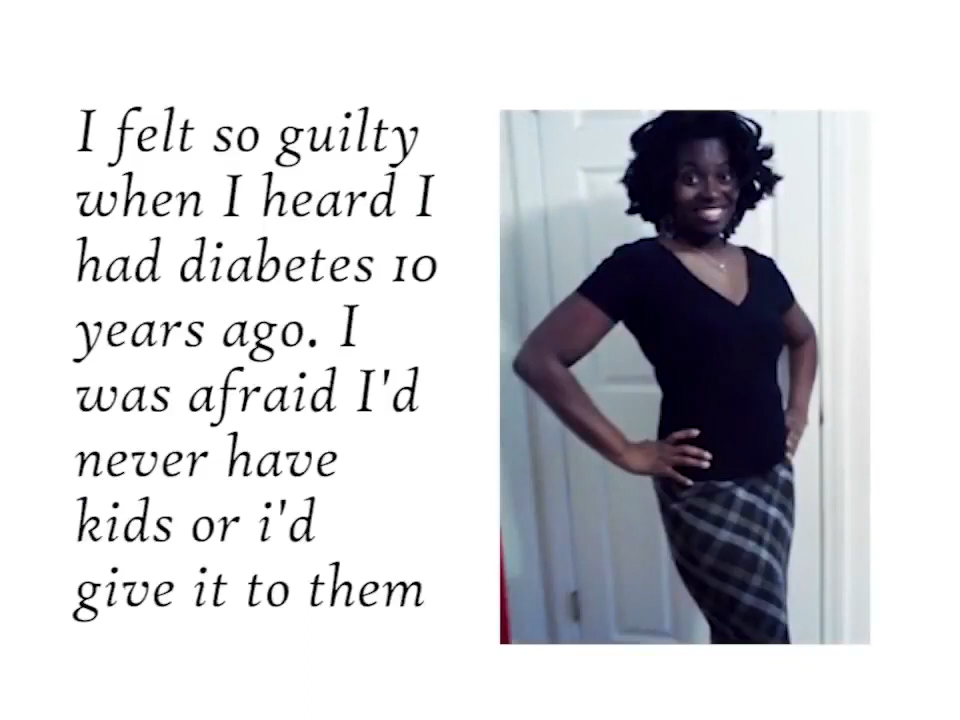 I felt so guilty
when I heard I
had diabetes 10
years ago. I
was afraid I'd
never have
kids or i'd
give it to them